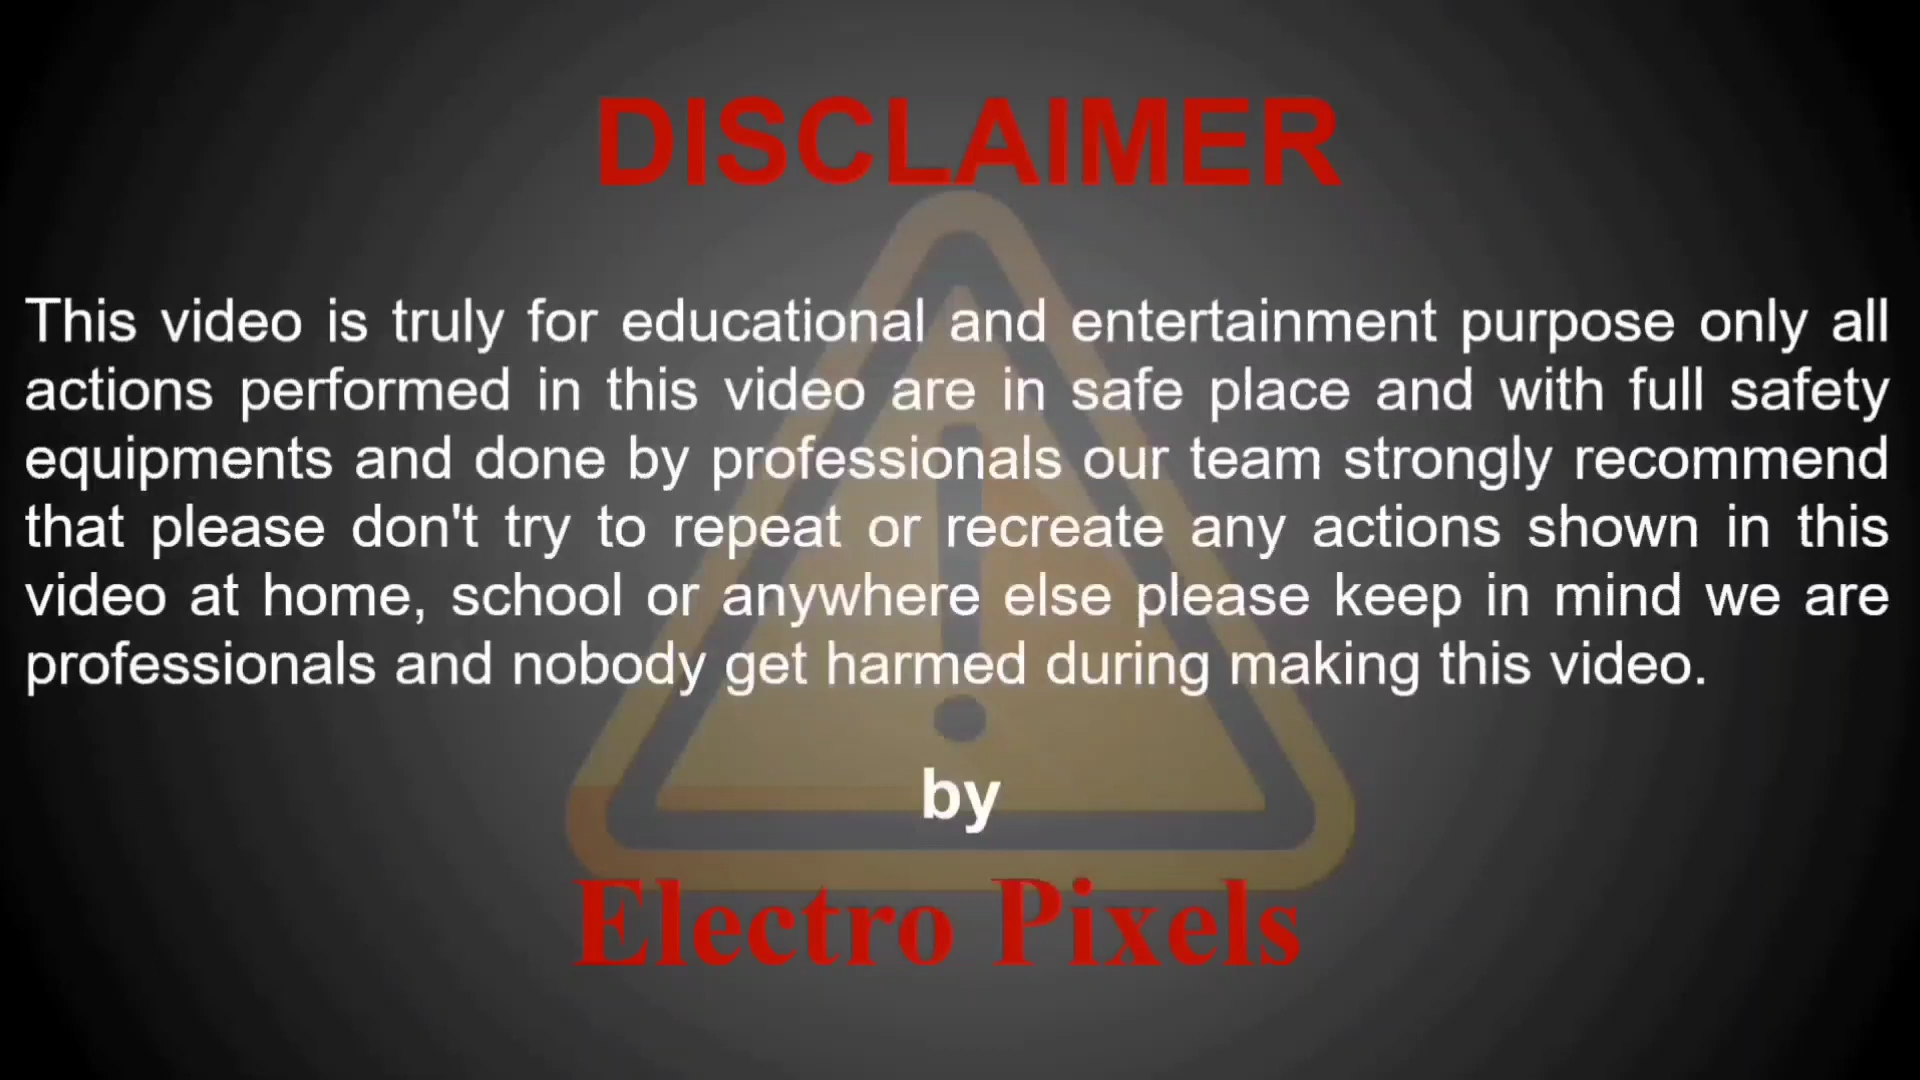 DISCLAIMER
This video is truly for educational and entertainment purpose only all
actions performed in this video are in safe place and with full safety
equipments and done by professionals our team strongly recommend
that please don't try to repeat or recreate any actions shown in this
video at home, school or anywhere else please keep in mind we are
professionals and nobody get harmed during making this video.
by
Electro Pixels